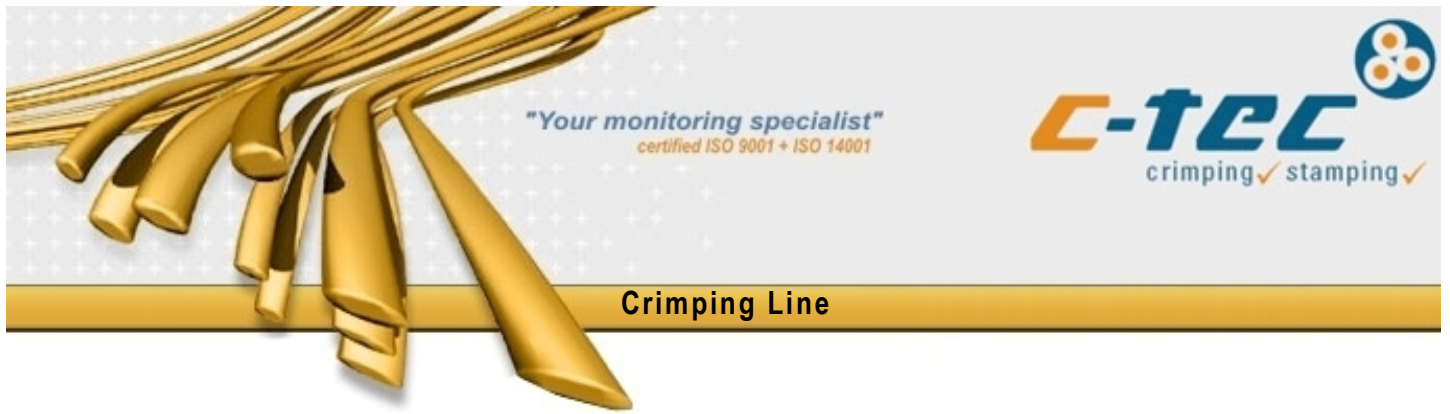 "Your monitoring specialist"
certified ISO 9001 + ISO 14001
c-tec
crimping✓ stamping✓
Crimping Line